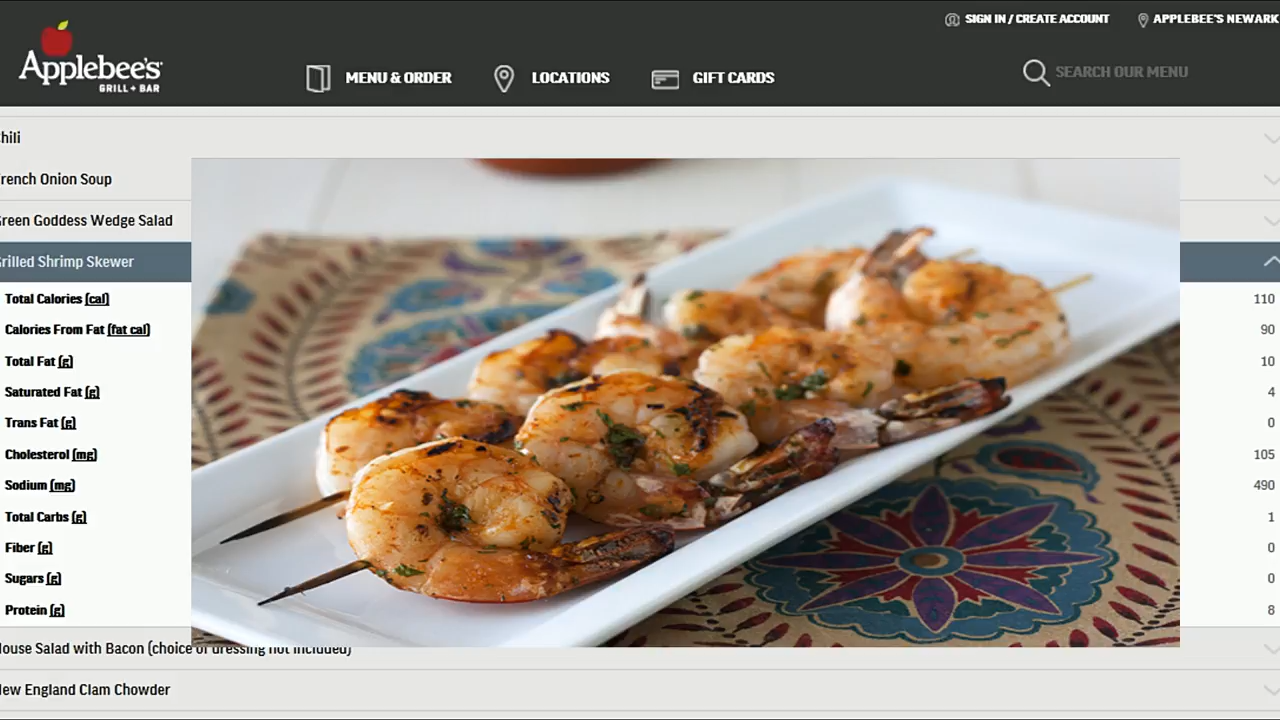 SIGN IN / CREATE ACCOUNT
APPLEBEE'S NEWARK
Applebee's
GRILL + BAR
MENU & ORDER
LOCATIONS
GIFT CARDS
SEARCH OUR MENU
hili
rench Onion Soup
reen Goddess Wedge Salad
rilled Shrimp Skewer
Total Calories (cal) 110
Calories From Fat (fat cal) 90
Total Fat (g) 10
Saturated Fat (g) 4
Trans Fat (g) 0
Cholesterol (mg) 105
Sodium (mg) 490
Total Carbs (g) 1
Fiber (g) 0
Sugars (g) 0
Protein (g) 8
House Salad with Bacon (choice of dressing not included)
New England Clam Chowder